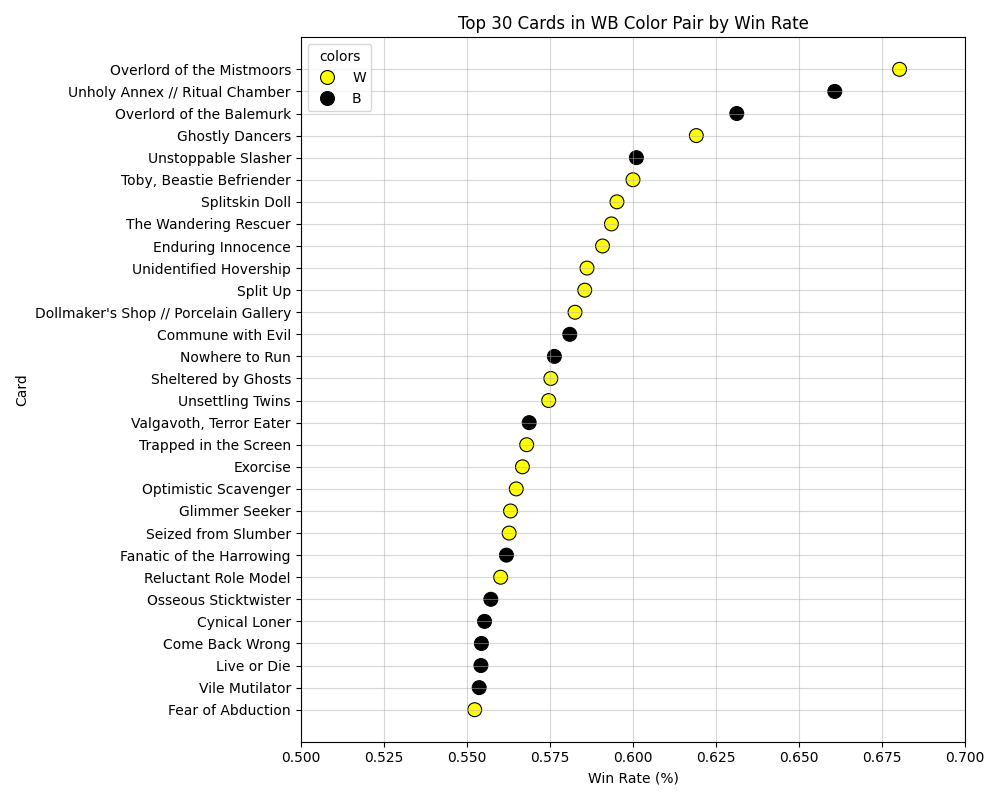 Top 30 Cards in WB Color Pair by Win Rate
colors
W
B
Card
Overlord of the Mistmoors
Unholy Annex // Ritual Chamber
Overlord of the Balemurk
Ghostly Dancers
Unstoppable Slasher
Toby, Beastie Befriender
Splitskin Doll
The Wandering Rescuer
Enduring Innocence
Unidentified Hovership
Split Up
Dollmaker's Shop // Porcelain Gallery
Commune with Evil
Nowhere to Run
Sheltered by Ghosts
Unsettling Twins
Valgavoth, Terror Eater
Trapped in the Screen
Exorcise
Optimistic Scavenger
Glimmer Seeker
Seized from Slumber
Fanatic of the Harrowing
Reluctant Role Model
Osseous Sticktwister
Cynical Loner
Come Back Wrong
Live or Die
Vile Mutilator
Fear of Abduction
0.500 0.525 0.550 0.575 0.600 0.625 0.650 0.675 0.700
Win Rate (%)